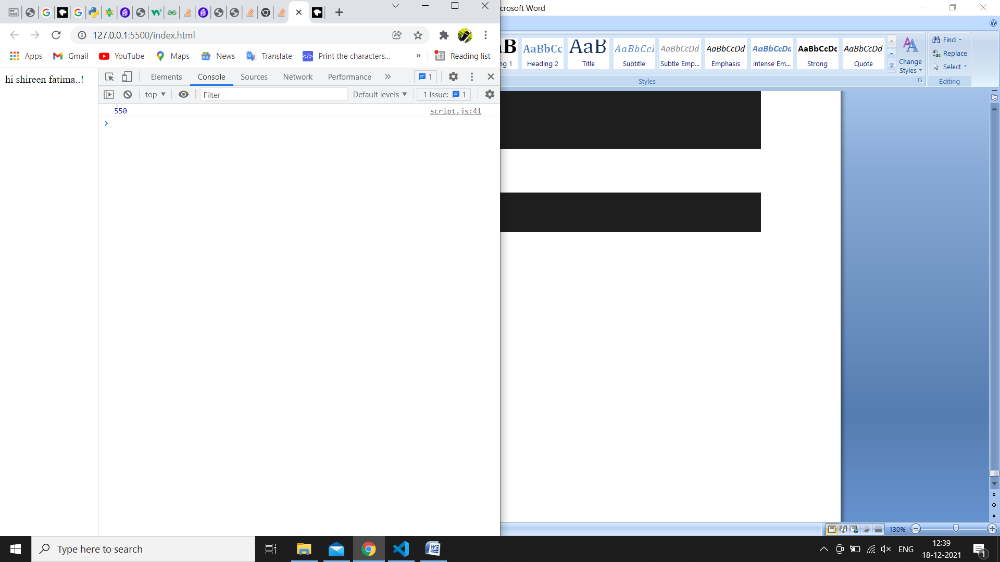 crosoft Word
127.0.0.1:5500/index.html
Apps
Gmail
YouTube
Maps
News
Translate
Print the characters...
»
Reading list
hi shireen fatima..!
Elements
Console
Sources
Network
Performance
»
1
top
Filter
Default levels
1 Issue:
1
550
script.js:41
AaBbCc
AaB
AaBbCcI
AaBbCcDd
AaBbCcDd
AaBbCcDd
AaBbCcDc
AaBbCcDd
ng 1
Heading 2
Title
Subtitle
Subtle Emp...
Emphasis
Intense Em...
Strong
Quote
Change
Styles
Styles
Find
Replace
Select
Editing
130%
Type here to search
ENG
12:39
18-12-2021
1